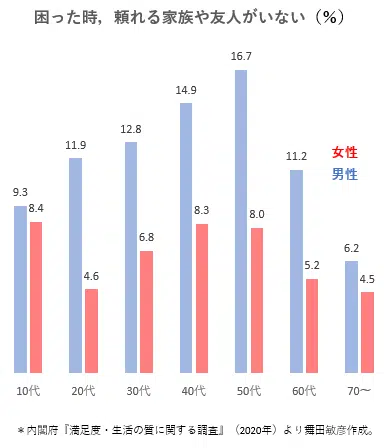 困った時，頼れる家族や友人がいない（%）
16.7
14.9
12.8
11.9
11.2
女性
男性
9.3
8.4
8.3
8.0
6.8
6.2
5.2
4.6
4.5
10代 20代 30代 40代 50代 60代 70～
＊内閣府『満足度・生活の質に関する調査』（2020年）より舞田敏彦作成。